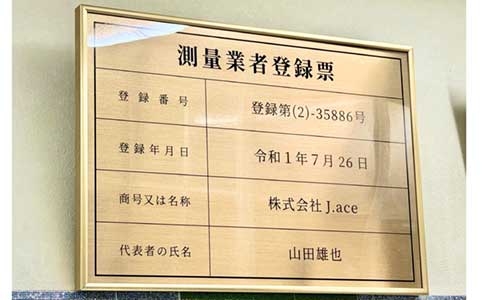 測量業者登録票
登録番号 登録第(2)-35886号
登録年月日 令和1年7月26日
商号又は名称 株式会社 J.ace
代表者の氏名 山田雄也